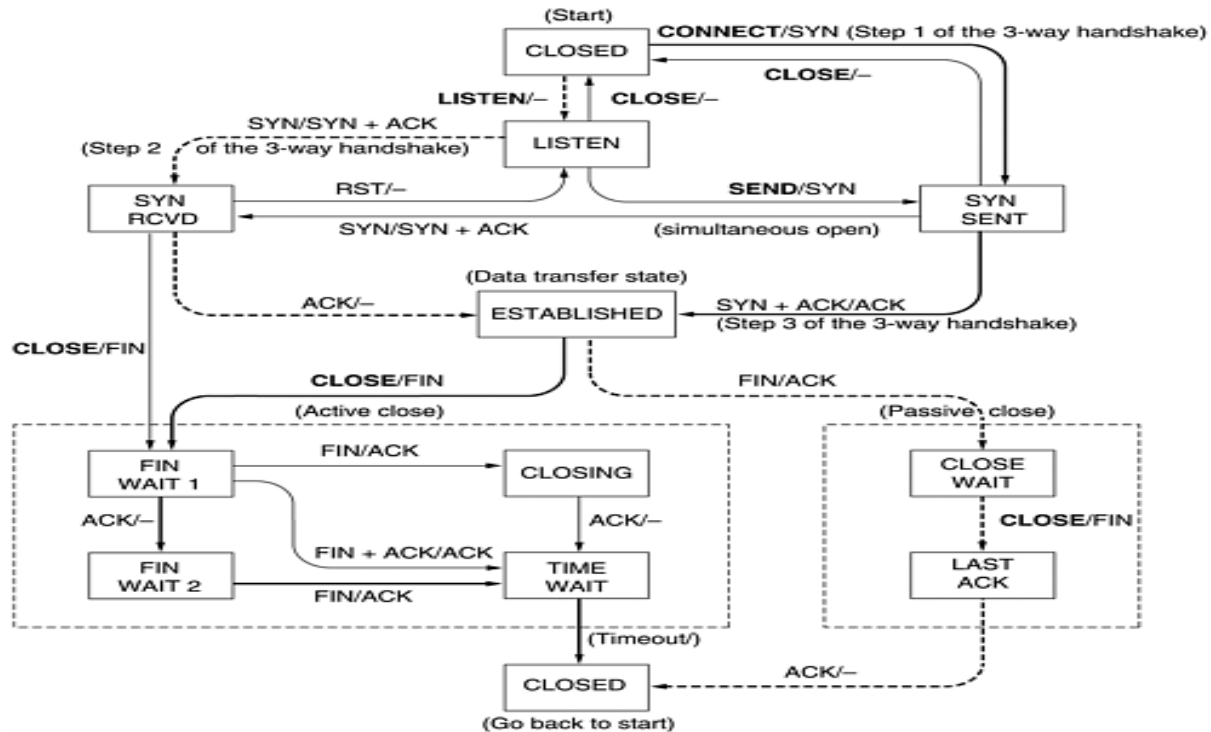 (Start)
CLOSED
CONNECT/SYN (Step 1 of the 3-way handshake)
CLOSE/–
LISTEN/–
CLOSE/–
SYN/SYN + ACK
(Step 2 of the 3-way handshake)
LISTEN
SYN
RCVD
RST/–
SEND/SYN
SYN
SENT
SYN/SYN + ACK
(simultaneous open)
(Data transfer state)
ACK/–
ESTABLISHED
SYN + ACK/ACK
(Step 3 of the 3-way handshake)
CLOSE/FIN
CLOSE/FIN
FIN/ACK
(Active close)
(Passive close)
FIN
WAIT 1
FIN/ACK
CLOSING
CLOSE
WAIT
ACK/–
ACK/–
CLOSE/FIN
FIN + ACK/ACK
FIN
WAIT 2
FIN/ACK
TIME
WAIT
LAST
ACK
(Timeout/)
CLOSED
ACK/–
(Go back to start)